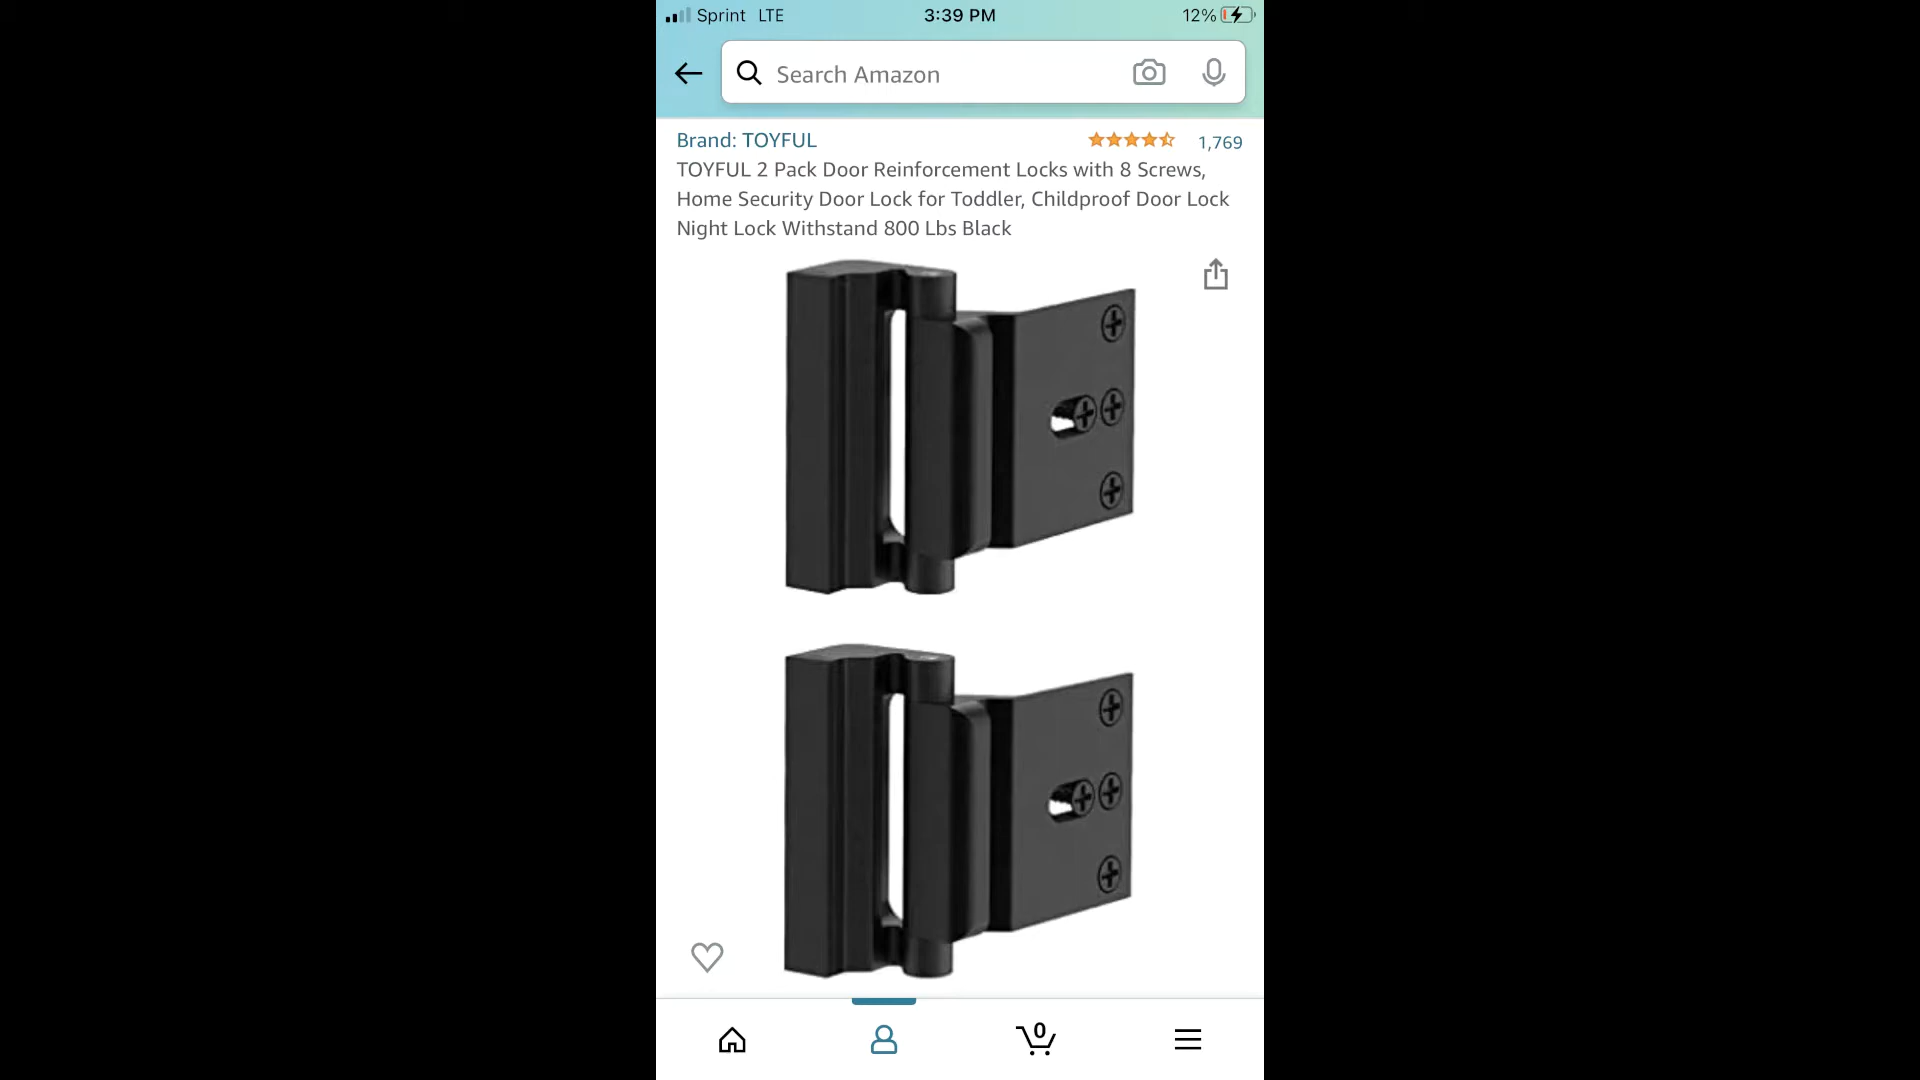 Sprint LTE 3:39 PM 12%
Search Amazon
Brand: TOYFUL 1,769
TOYFUL 2 Pack Door Reinforcement Locks with 8 Screws,
Home Security Door Lock for Toddler, Childproof Door Lock
Night Lock Withstand 800 Lbs Black
0